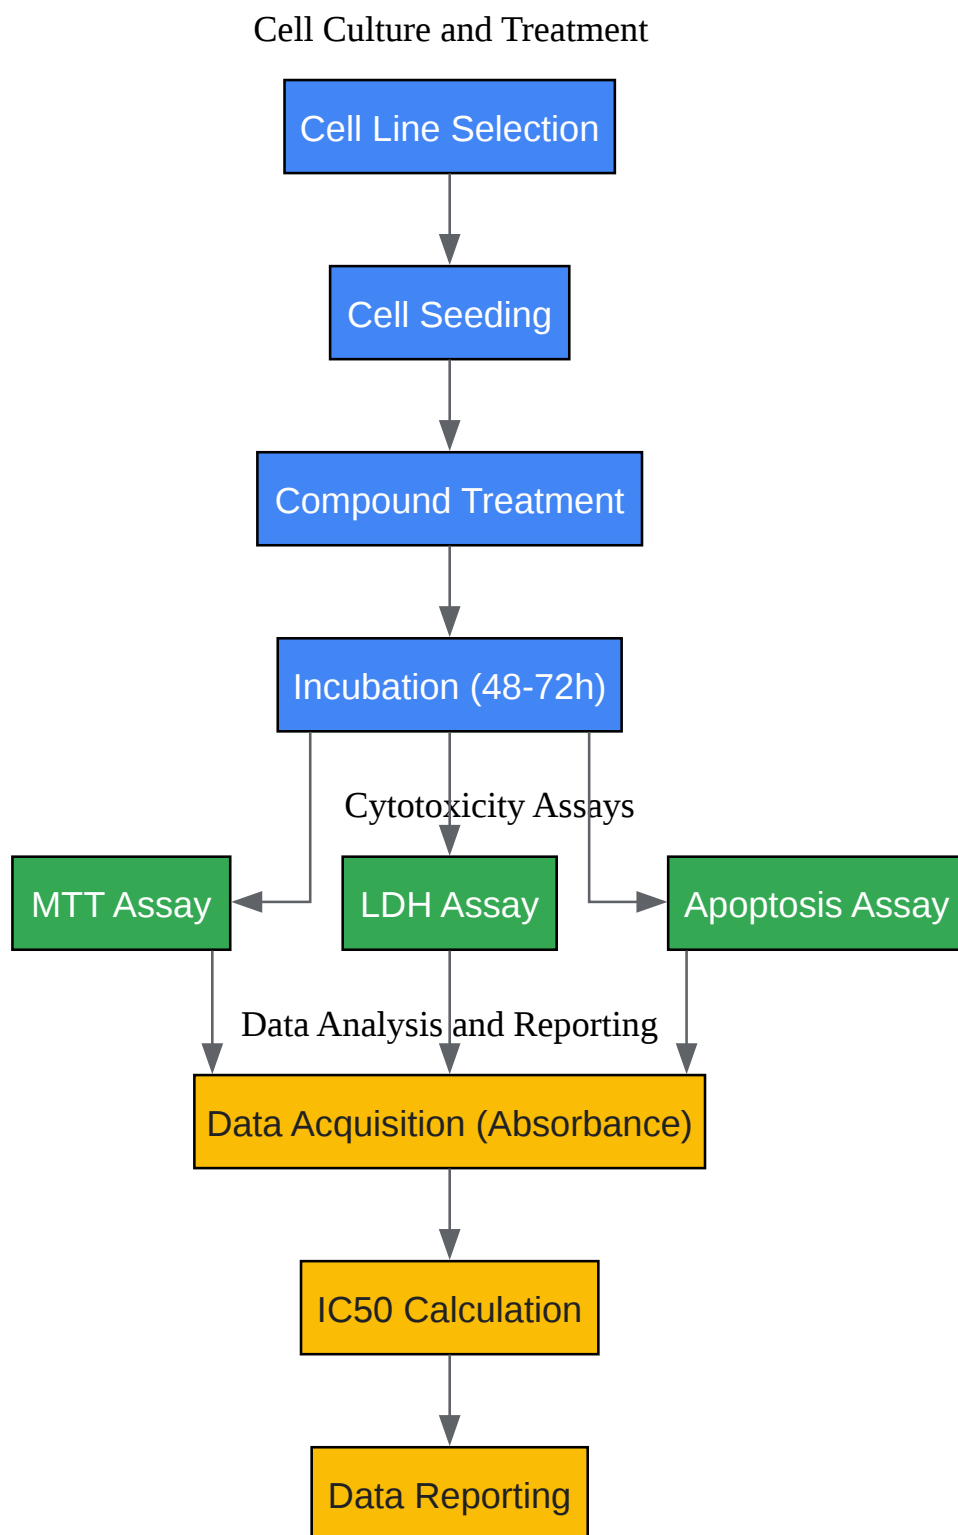 Cell Culture and Treatment
Cell Line Selection
Cell Seeding
Compound Treatment
Incubation (48-72h)
Cytotoxicity Assays
MTT Assay
LDH Assay
Apoptosis Assay
Data Analysis and Reporting
Data Acquisition (Absorbance)
IC50 Calculation
Data Reporting